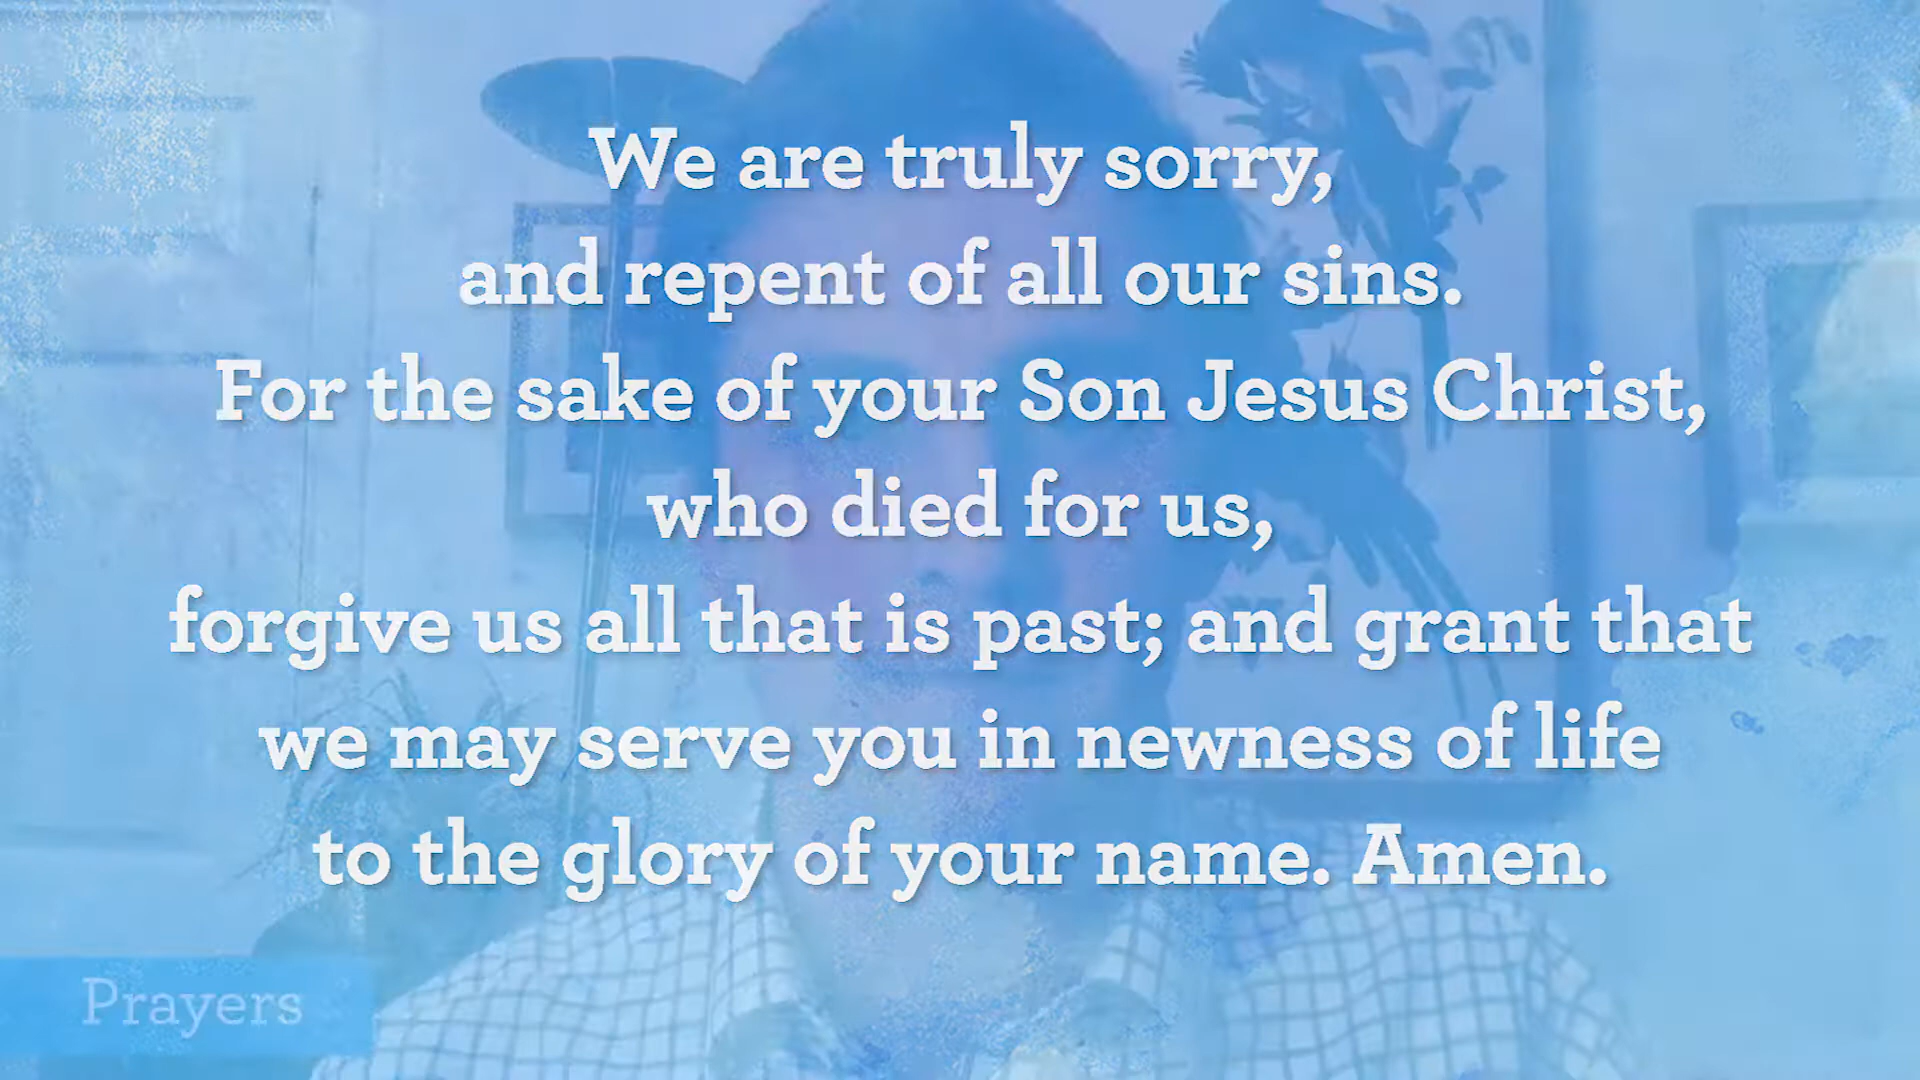 We are truly sorry,
and repent of all our sins.
For the sake of your Son Jesus Christ,
who died for us,
forgive us all that is past; and grant that
we may serve you in newness of life
to the glory of your name. Amen.
Prayers